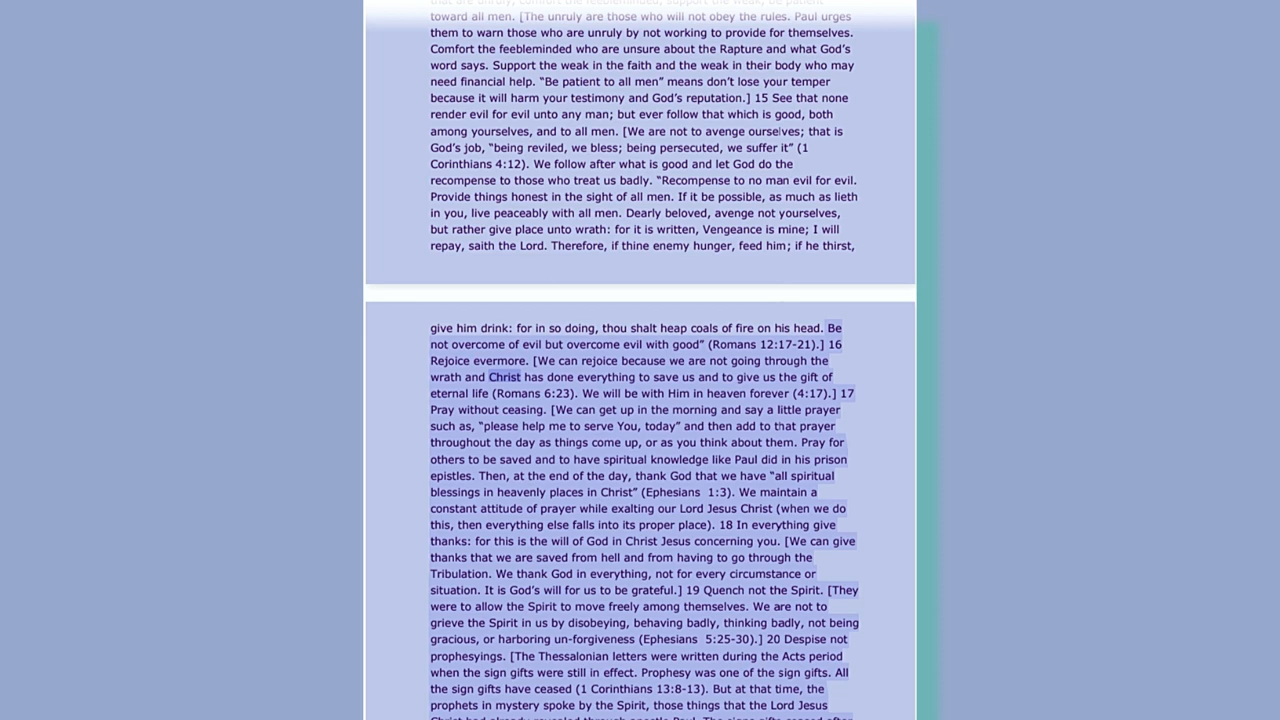 that are unruly, comfort the feebleminded, support the weak, be patient
toward all men. [The unruly are those who will not obey the rules. Paul urges
them to warn those who are unruly by not working to provide for themselves.
Comfort the feebleminded who are unsure about the Rapture and what God’s
word says. Support the weak in the faith and the weak in their body who may
need financial help. “Be patient to all men” means don’t lose your temper
because it will harm your testimony and God’s reputation.] 15 See that none
render evil for evil unto any man; but ever follow that which is good, both
among yourselves, and to all men. [We are not to avenge ourselves; that is
God’s job, “being reviled, we bless; being persecuted, we suffer it” (1
Corinthians 4:12). We follow after what is good and let God do the
recompense to those who treat us badly. “Recompense to no man evil for evil.
Provide things honest in the sight of all men. If it be possible, as much as lieth
in you, live peaceably with all men. Dearly beloved, avenge not yourselves,
but rather give place unto wrath: for it is written, Vengeance is mine; I will
repay, saith the Lord. Therefore, if thine enemy hunger, feed him; if he thirst,
give him drink: for in so doing, thou shalt heap coals of fire on his head. Be
not overcome of evil but overcome evil with good” (Romans 12:17-21).] 16
Rejoice evermore. [We can rejoice because we are not going through the
wrath and Christ has done everything to save us and to give us the gift of
eternal life (Romans 6:23). We will be with Him in heaven forever (4:17).] 17
Pray without ceasing. [We can get up in the morning and say a little prayer
such as, “please help me to serve You, today” and then add to that prayer
throughout the day as things come up, or as you think about them. Pray for
others to be saved and to have spiritual knowledge like Paul did in his prison
epistles. Then, at the end of the day, thank God that we have “all spiritual
blessings in heavenly places in Christ” (Ephesians  1:3). We maintain a
constant attitude of prayer while exalting our Lord Jesus Christ (when we do
this, then everything else falls into its proper place). 18 In everything give
thanks: for this is the will of God in Christ Jesus concerning you. [We can give
thanks that we are saved from hell and from having to go through the
Tribulation. We thank God in everything, not for every circumstance or
situation. It is God’s will for us to be grateful.] 19 Quench not the Spirit. [They
were to allow the Spirit to move freely among themselves. We are not to
grieve the Spirit in us by disobeying, behaving badly, thinking badly, not being
gracious, or harboring un-forgiveness (Ephesians  5:25-30).] 20 Despise not
prophesyings. [The Thessalonian letters were written during the Acts period
when the sign gifts were still in effect. Prophesy was one of the sign gifts. All
the sign gifts have ceased (1 Corinthians 13:8-13). But at that time, the
prophets in mystery spoke by the Spirit, those things that the Lord Jesus
Christ had already revealed through apostle Paul. The signs gifts ceased after